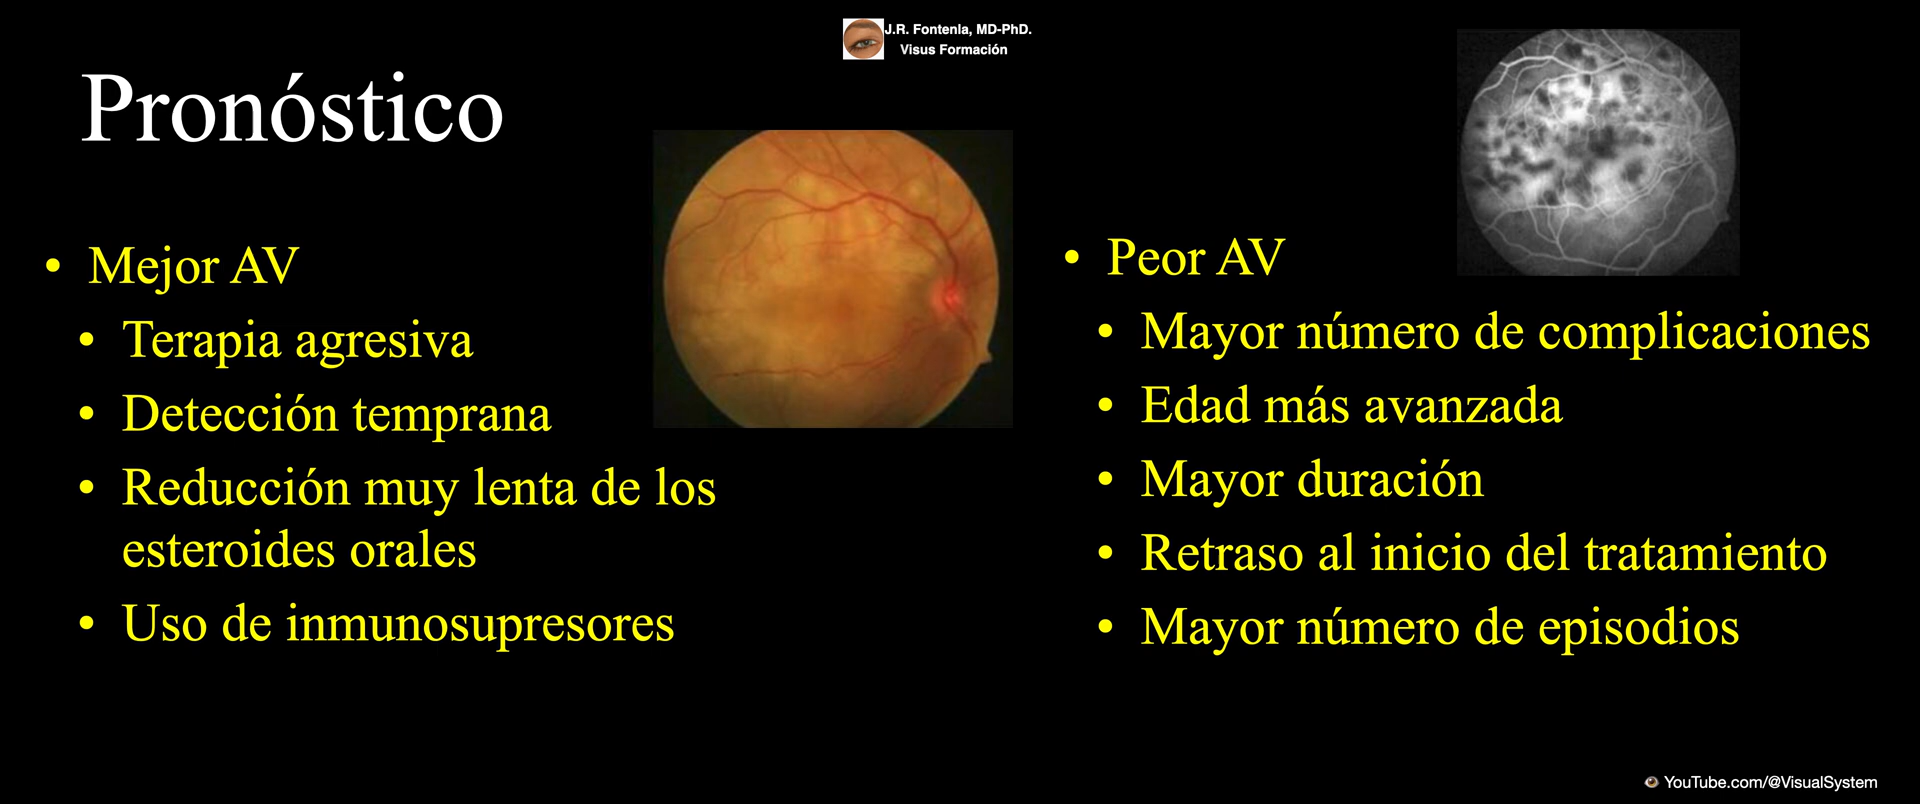 J.R. Fontenla, MD-PhD.
Visus Formación
Pronóstico
• Mejor AV
• Terapia agresiva
• Detección temprana
• Reducción muy lenta de los
esteroides orales
• Uso de inmunosupresores
• Peor AV
• Mayor número de complicaciones
• Edad más avanzada
• Mayor duración
• Retraso al inicio del tratamiento
• Mayor número de episodios
YouTube.com/@VisualSystem